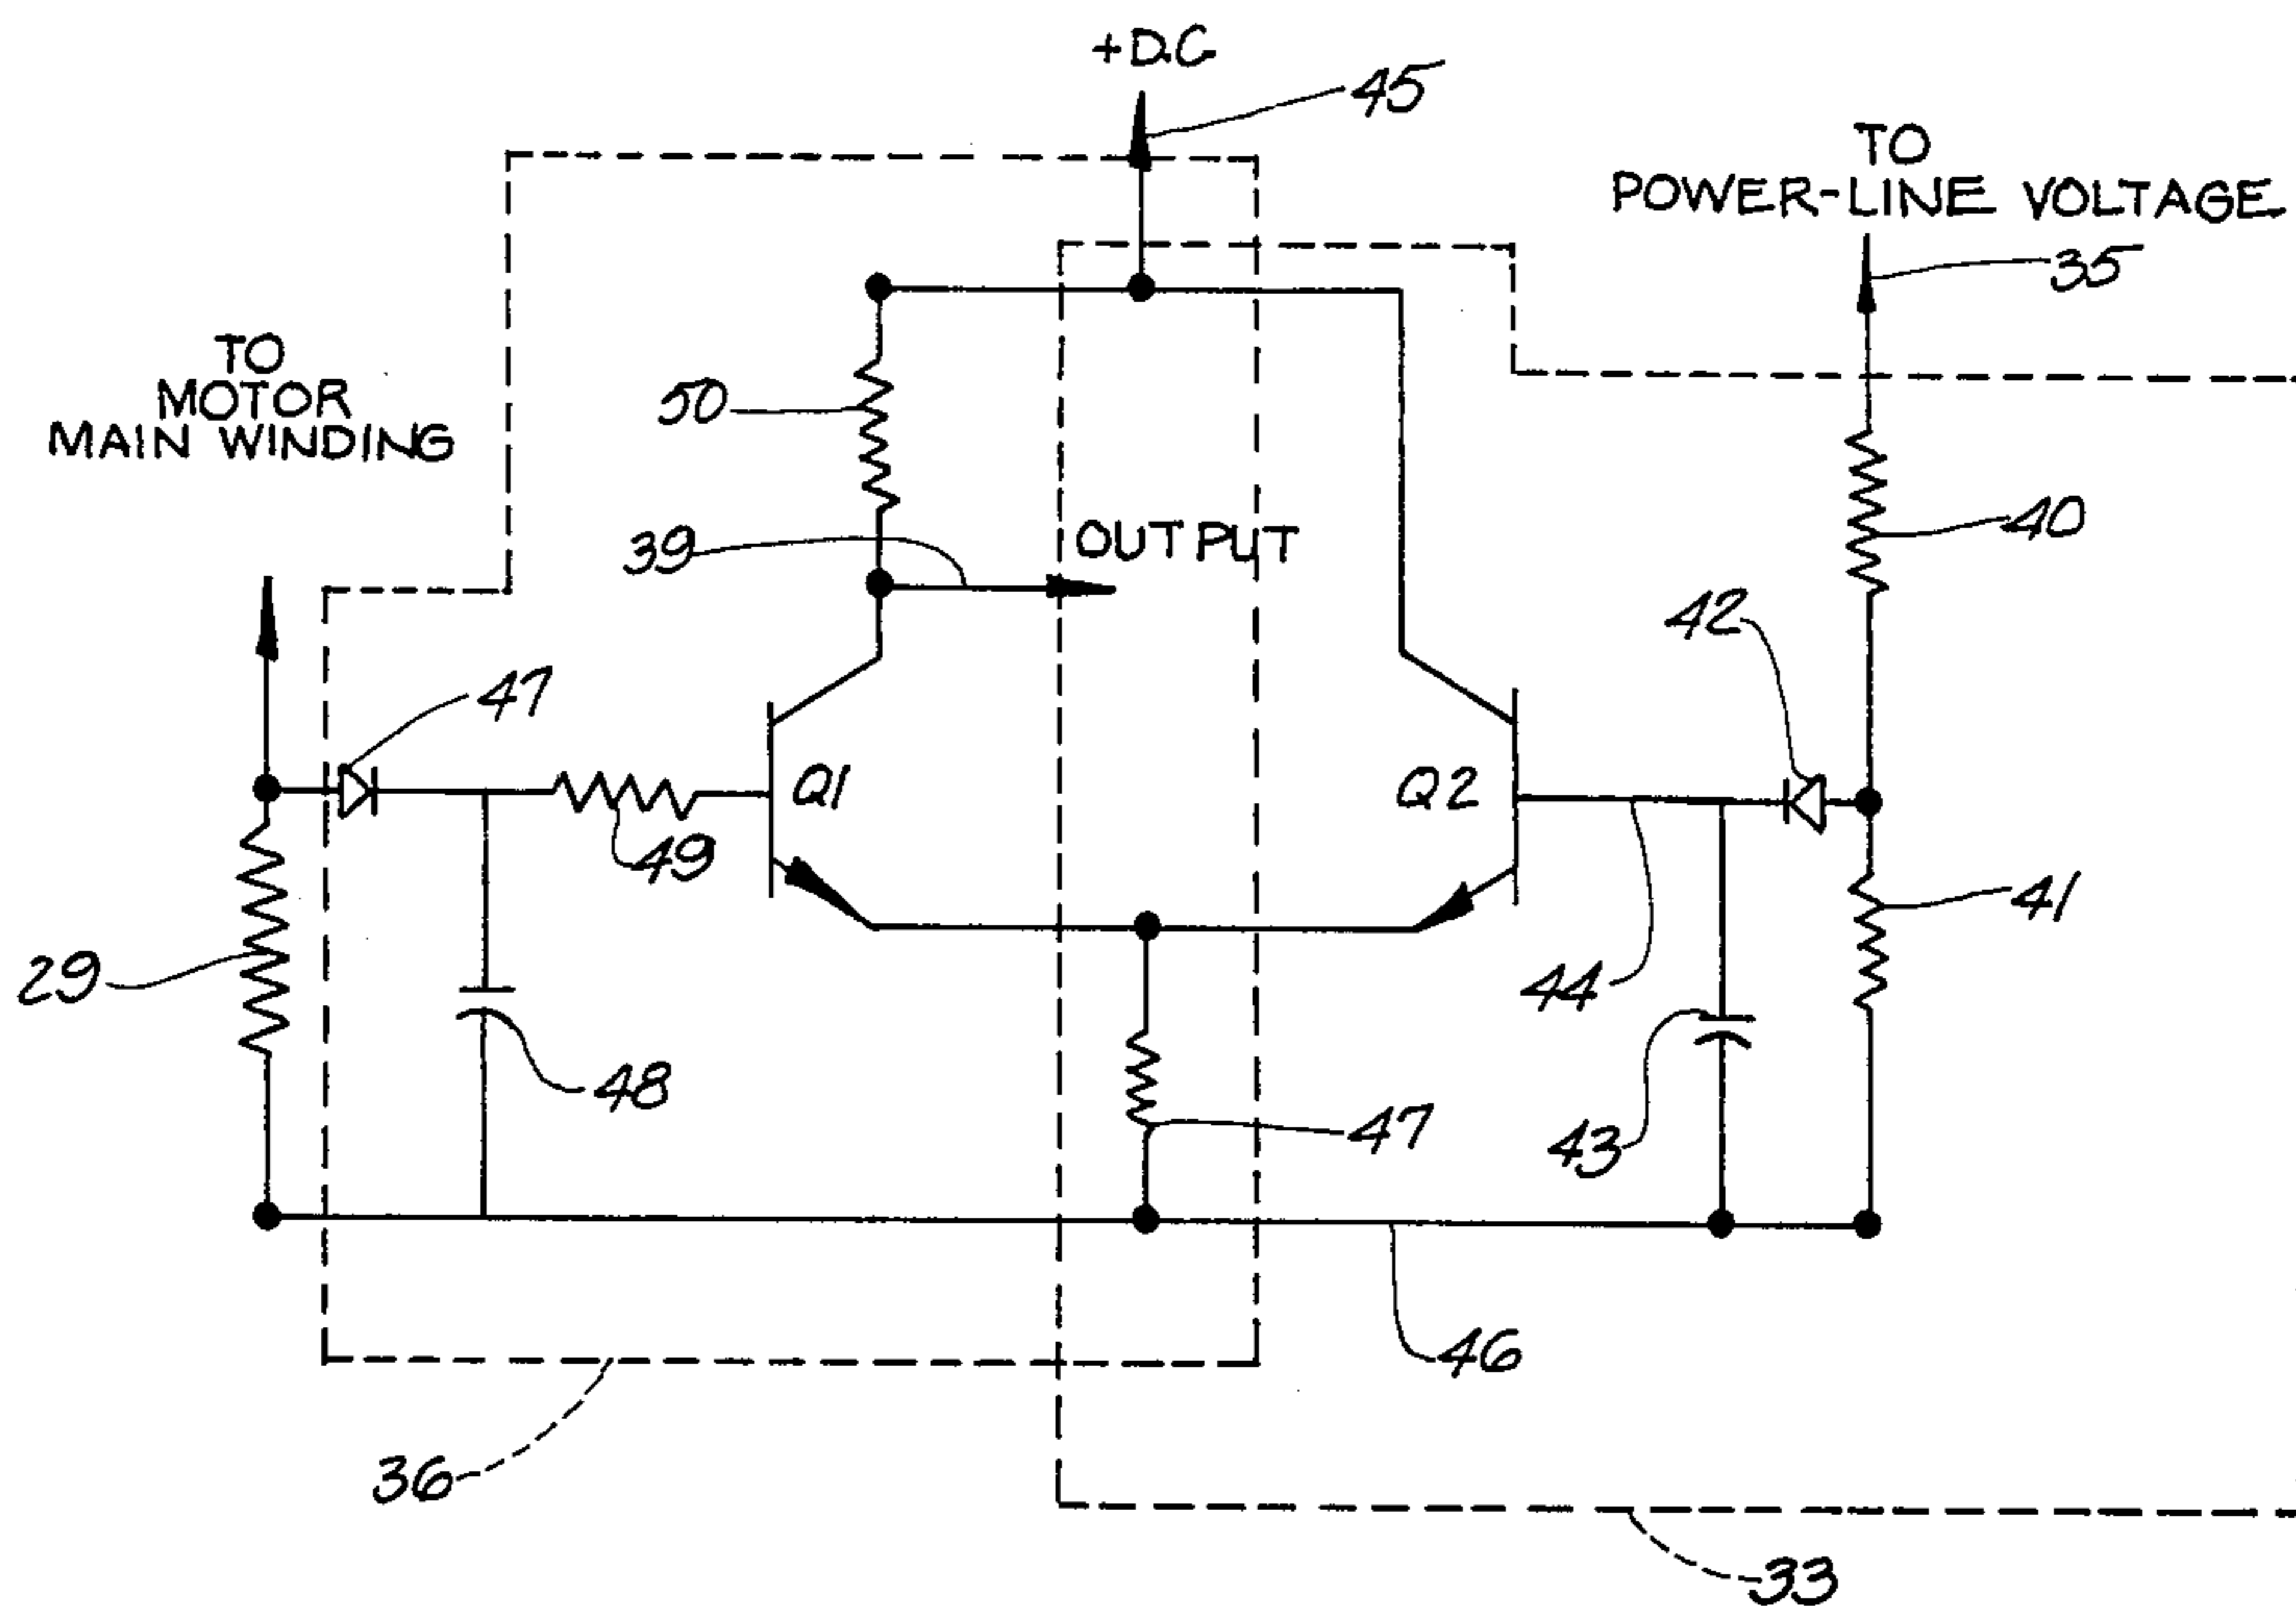 +D.C
45
TO
POWER-LINE VOLTAGE
35
TO
MOTOR
MAIN WINDING
50
40
39
OUTPUT
42
47
Q1
Q2
49
41
29
44
48
47
43
46
36
33